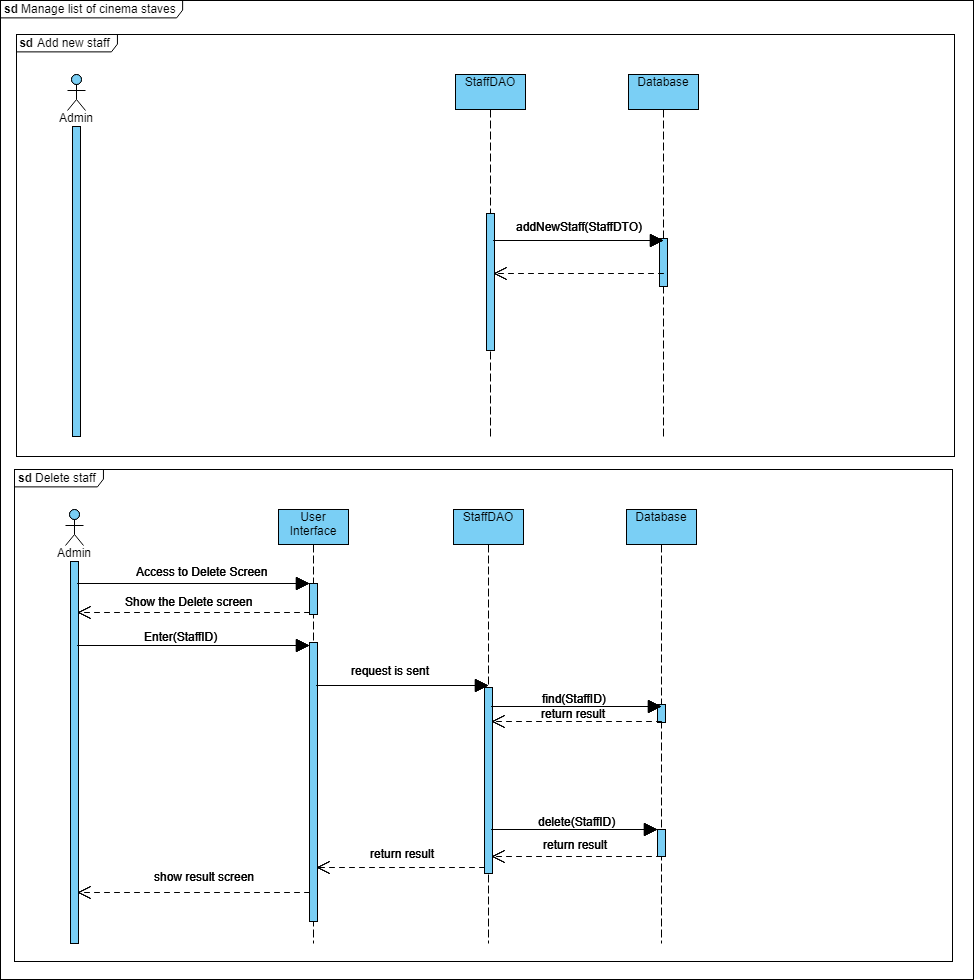 sd Manage list of cinema staves
sd Add new staff
Admin
StaffDAO
Database
addNewStaff(StaffDTO)
sd Delete staff
Admin
User
Interface
StaffDAO
Database
Access to Delete Screen
Show the Delete screen
Enter(StaffID)
request is sent
find(StaffID)
return result
delete(StaffID)
return result
return result
show result screen